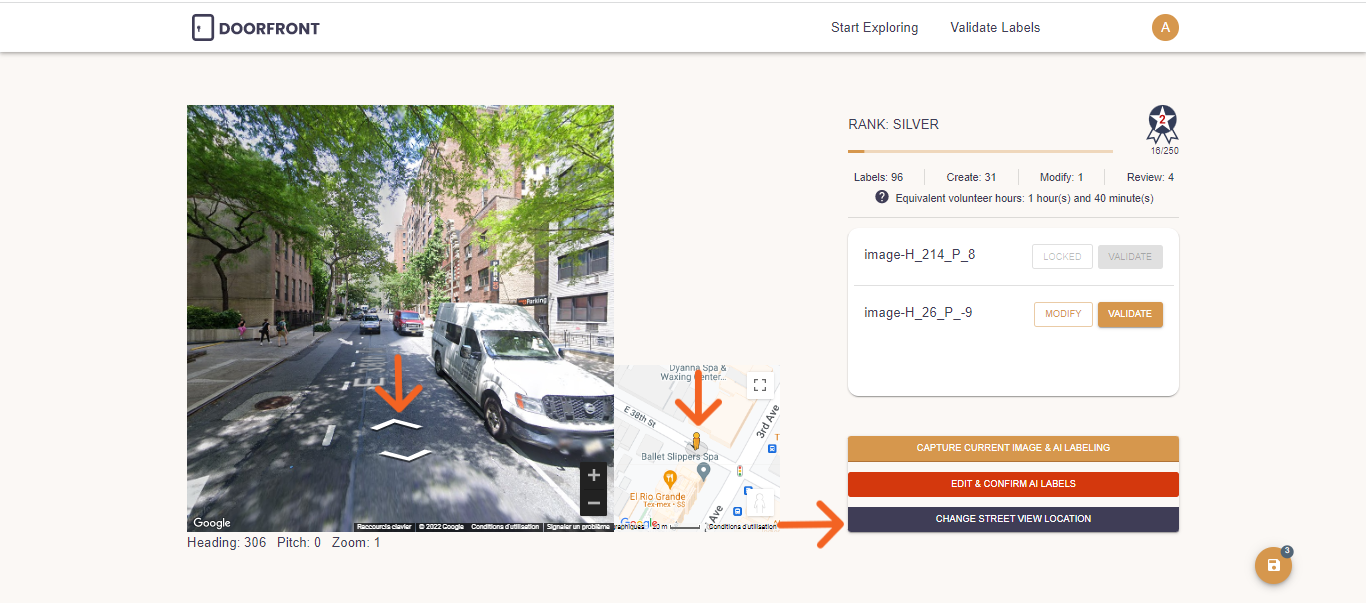 DOORFRONT
Start Exploring
Validate Labels
A
RANK: SILVER
2
16/250
Labels: 96
Create: 31
Modify: 1
Review: 4
? Equivalent volunteer hours: 1 hour(s) and 40 minute(s)
image-H_214_P_8
LOCKED
VALIDATE
image-H_26_P_-9
MODIFY
VALIDATE
Parking
Dyanna Spa &
Waxing Center...
E 38th St
3rd Ave
Ballet Slippers Spa
El Rio Grande
Tex-mex · $$
Ave
+
−
Google
Raccourcis clavier
© 2022 Google
Conditions d'utilisation
Signaler un problème
Google
graphiques
20 m
Conditions d'utilisation
Heading: 306 Pitch: 0 Zoom: 1
CAPTURE CURRENT IMAGE & AI LABELING
EDIT & CONFIRM AI LABELS
CHANGE STREET VIEW LOCATION
3